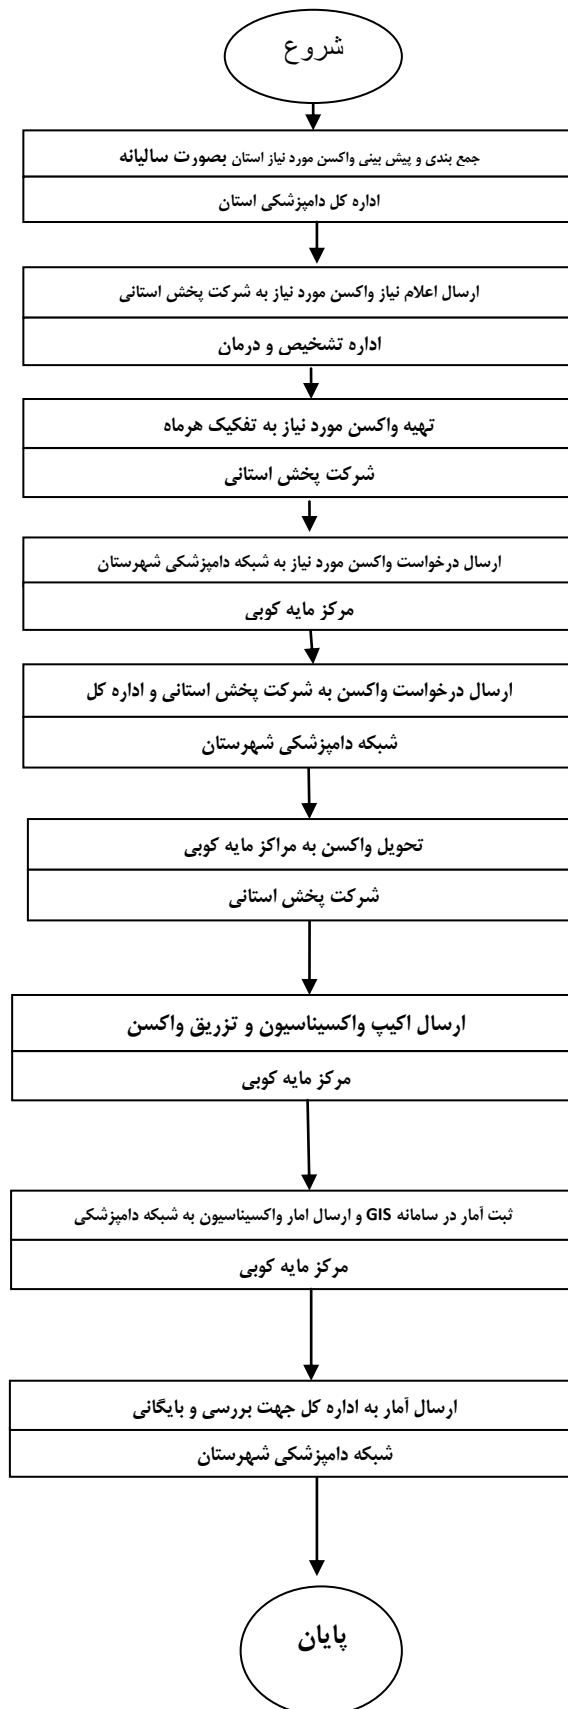 شروع
جمع بندی و پیش بینی واکسن مورد نیاز استان بصورت سالیانه
اداره کل دامپزشکی استان
ارسال اعلام نیاز واکسن مورد نیاز به شرکت پخش استانی
اداره تشخیص و درمان
تهیه واکسن مورد نیاز به تفکیک هرماه
شرکت پخش استانی
ارسال درخواست واکسن مورد نیاز به شبکه دامپزشکی شهرستان
مرکز مایه کوبی
ارسال درخواست واکسن به شرکت پخش استانی و اداره کل
شبکه دامپزشکی شهرستان
تحویل واکسن به مراکز مایه کوبی
شرکت پخش استانی
ارسال اکیپ واکسیناسیون و تزریق واکسن
مرکز مایه کوبی
ثبت آمار در سامانه GIS و ارسال امار واکسیناسیون به شبکه دامپزشکی
مرکز مایه کوبی
ارسال آمار به اداره کل جهت بررسی و بایگانی
شبکه دامپزشکی شهرستان
پایان